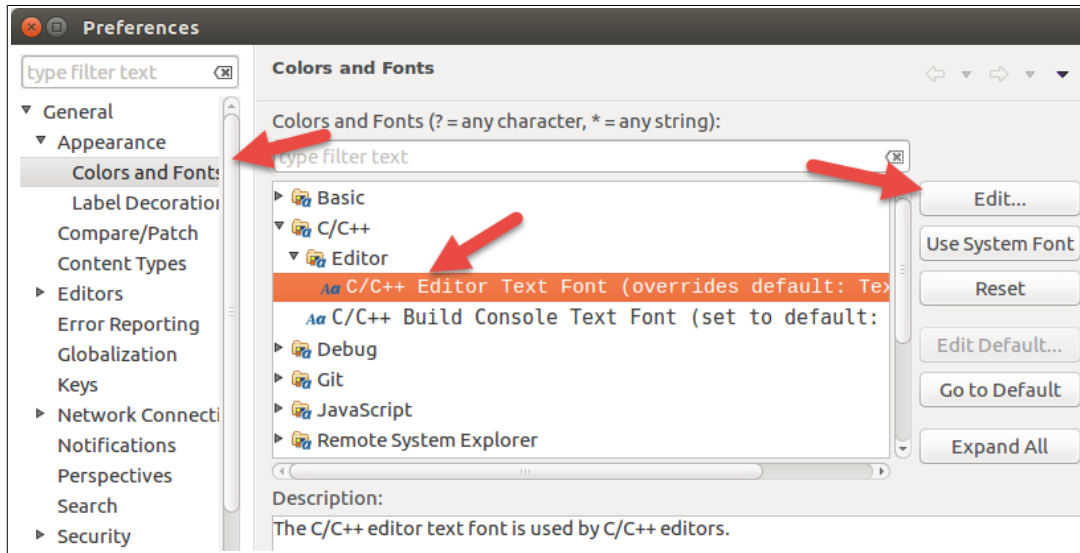 Preferences
type filter text
General
Appearance
Colors and Fonts
Label Decoration
Compare/Patch
Content Types
Editors
Error Reporting
Globalization
Keys
Network Connecti
Notifications
Perspectives
Search
Security
Colors and Fonts
Colors and Fonts (? = any character, * = any string):
type filter text
Basic
C/C++
Editor
Aa C/C++ Editor Text Font (overrides default: Tex
Aa C/C++ Build Console Text Font (set to default:
Debug
Git
JavaScript
Remote System Explorer
Edit...
Use System Font
Reset
Edit Default...
Go to Default
Expand All
Description:
The C/C++ editor text font is used by C/C++ editors.